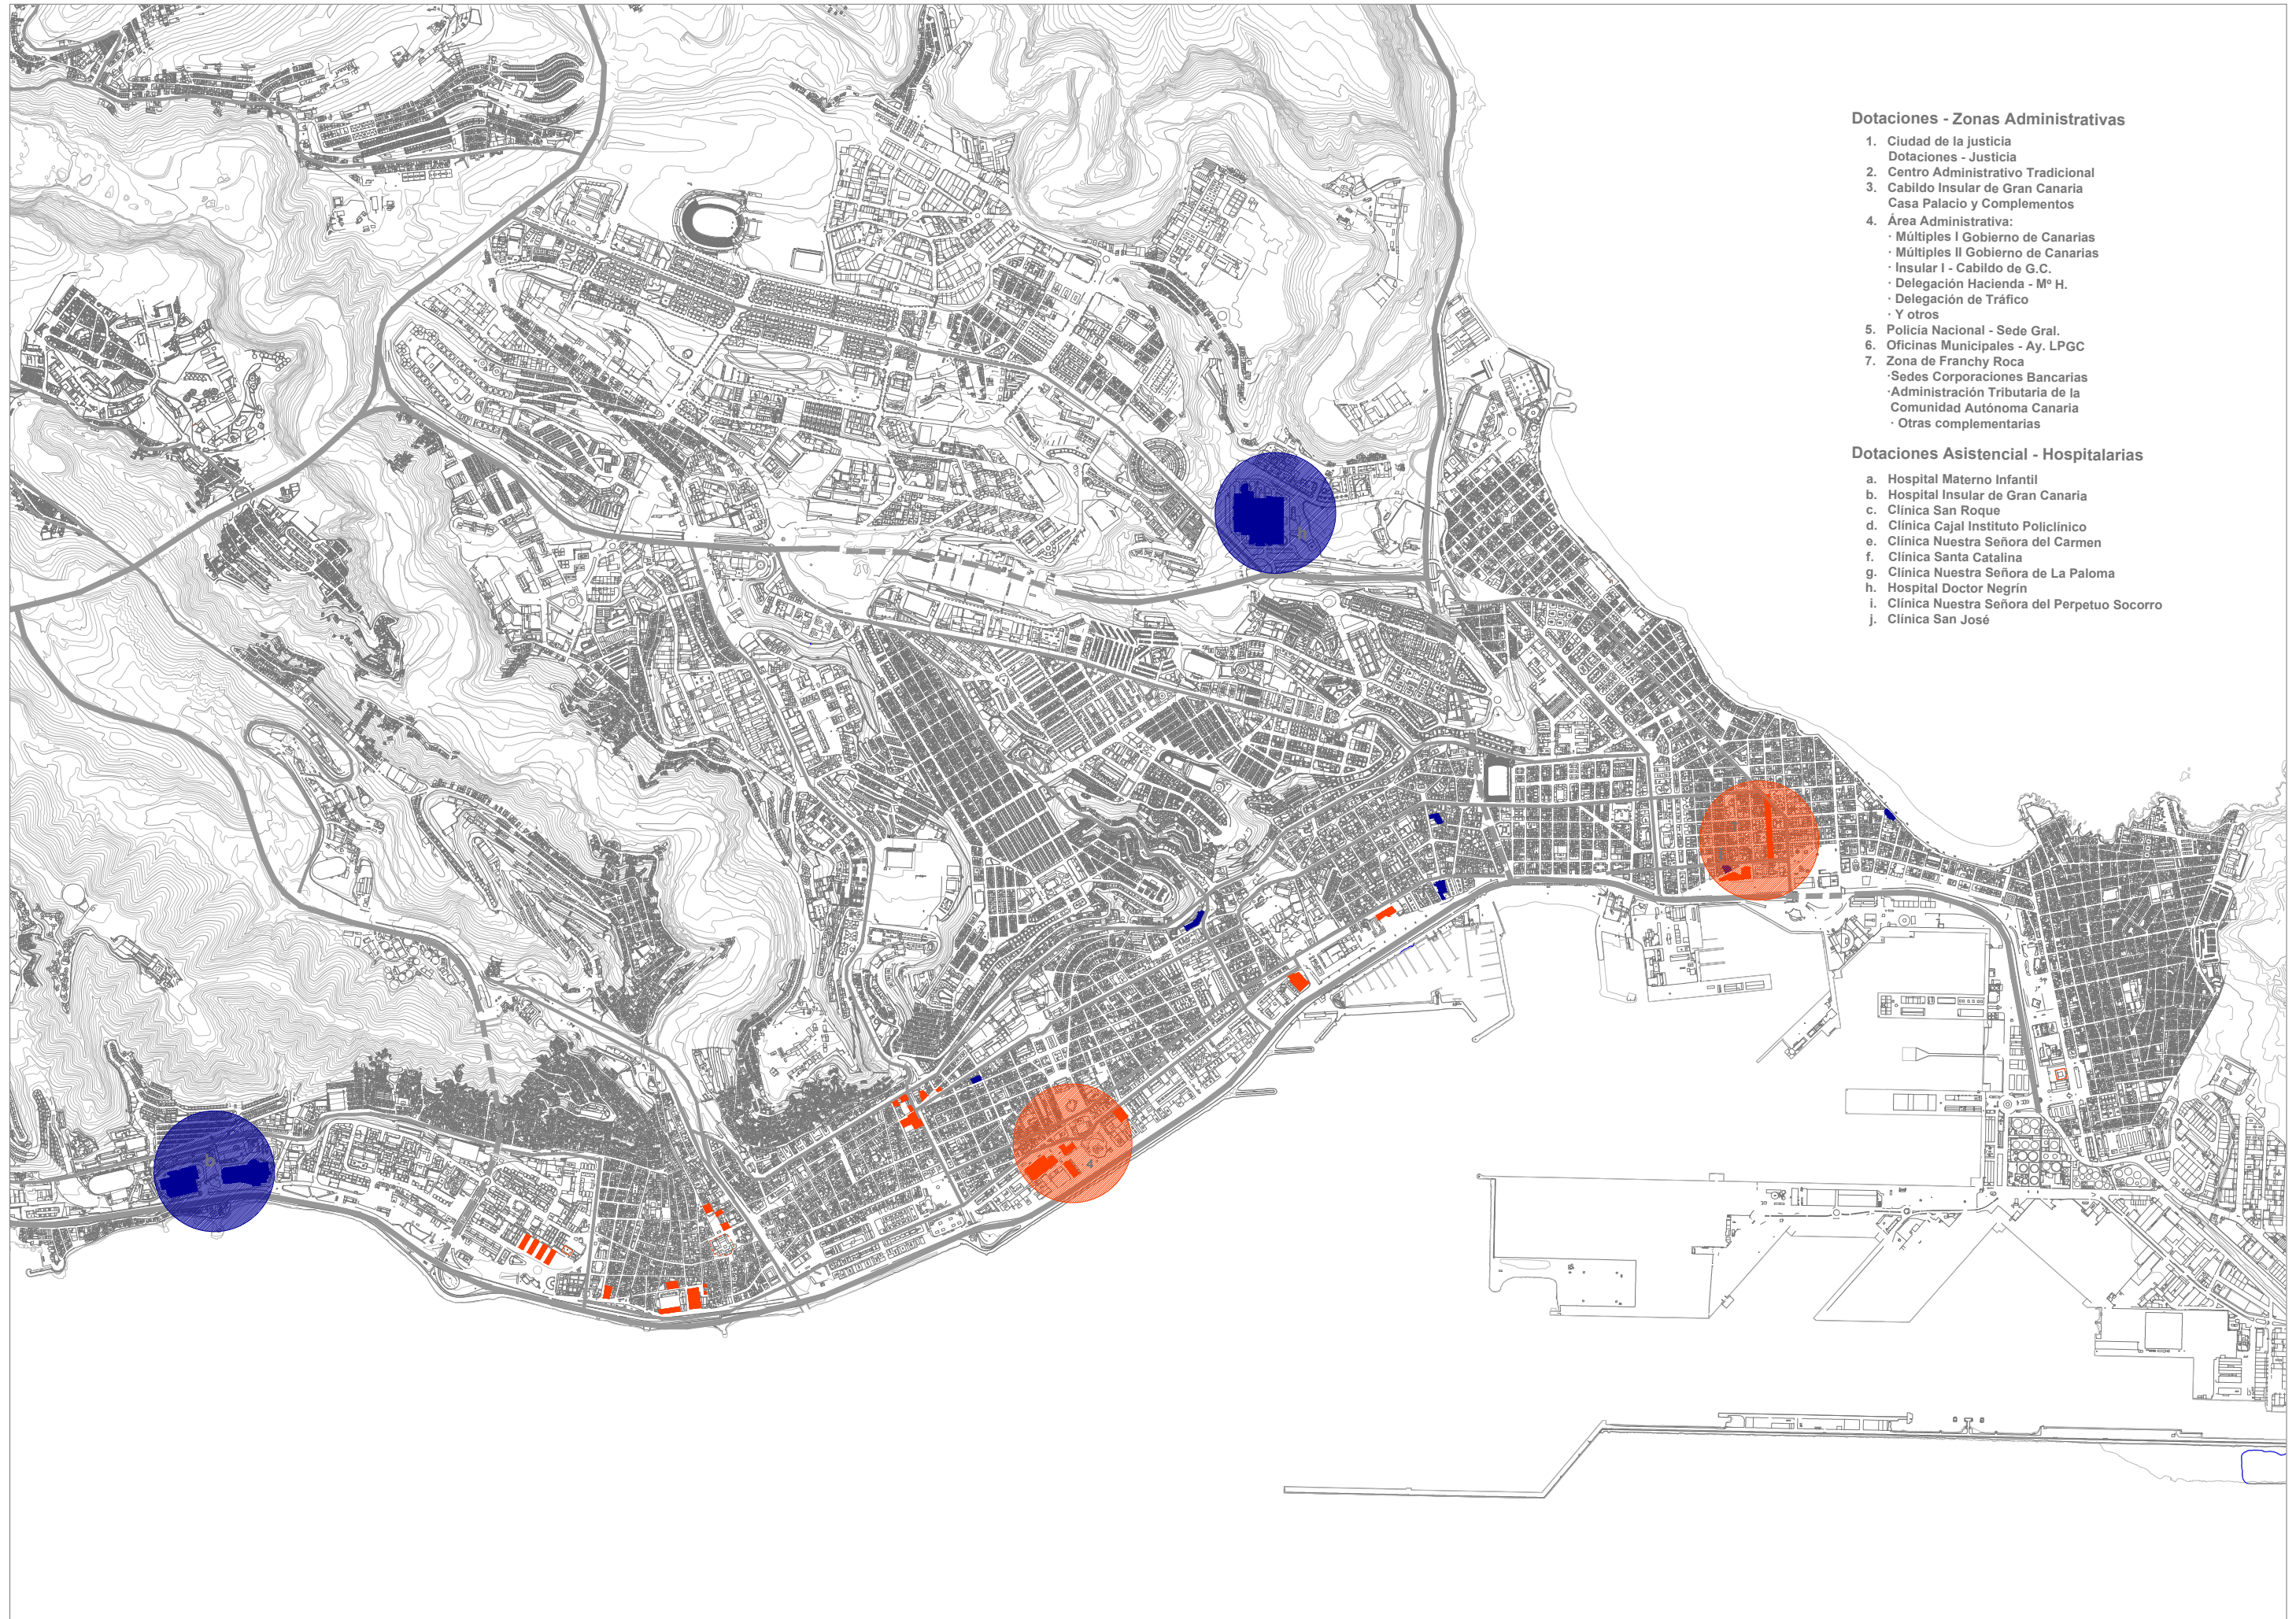 Dotaciones - Zonas Administrativas
1. Ciudad de la justicia
Dotaciones - Justicia
2. Centro Administrativo Tradicional
3. Cabildo Insular de Gran Canaria
Casa Palacio y Complementos
4. Área Administrativa:
· Múltiples I Gobierno de Canarias
· Múltiples II Gobierno de Canarias
· Insular I - Cabildo de G.C.
· Delegación Hacienda - Mº H.
· Delegación de Tráfico
· Y otros
5. Policía Nacional - Sede Gral.
6. Oficinas Municipales - Ay. LPGC
7. Zona de Franchy Roca
·Sedes Corporaciones Bancarias
·Administración Tributaria de la
Comunidad Autónoma Canaria
· Otras complementarias
Dotaciones Asistencial - Hospitalarias
a. Hospital Materno Infantil
b. Hospital Insular de Gran Canaria
c. Clínica San Roque
d. Clínica Cajal Instituto Policlínico
e. Clínica Nuestra Señora del Carmen
f. Clínica Santa Catalina
g. Clínica Nuestra Señora de La Paloma
h. Hospital Doctor Negrín
i. Clínica Nuestra Señora del Perpetuo Socorro
j. Clínica San José
h
4
b